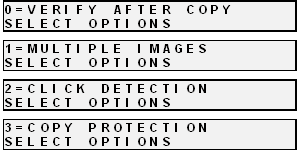 0=VERIFY AFTER COPY
SELECT OPTIONS
1=MULTIPLE IMAGES
SELECT OPTIONS
2=CLICK DETECTION
SELECT OPTIONS
3=COPY PROTECTION
SELECT OPTIONS